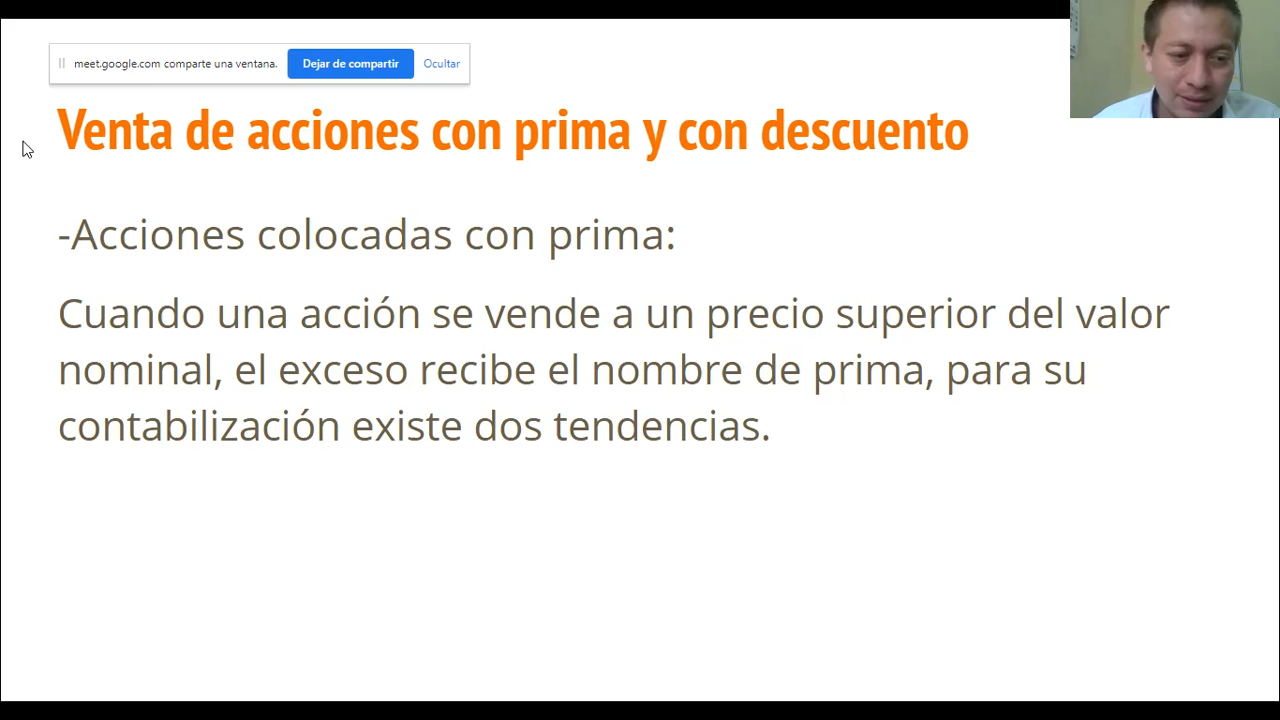 meet.google.com comparte una ventana.
Dejar de compartir
Ocultar
Venta de acciones con prima y con descuento
-Acciones colocadas con prima:
Cuando una acción se vende a un precio superior del valor
nominal, el exceso recibe el nombre de prima, para su
contabilización existe dos tendencias.